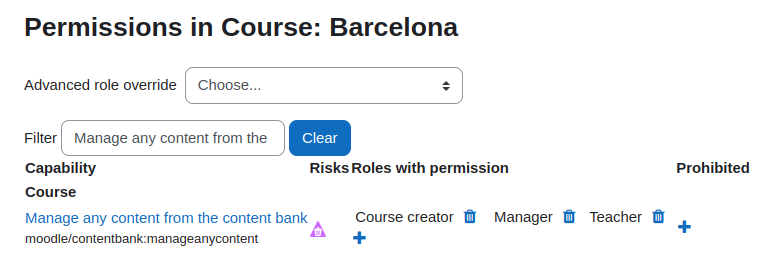 Permissions in Course: Barcelona
Advanced role override Choose...
Filter Manage any content from the Clear
Capability Risks Roles with permission Prohibited
Course
Manage any content from the content bank Course creator Manager Teacher
moodle/contentbank:manageanycontent